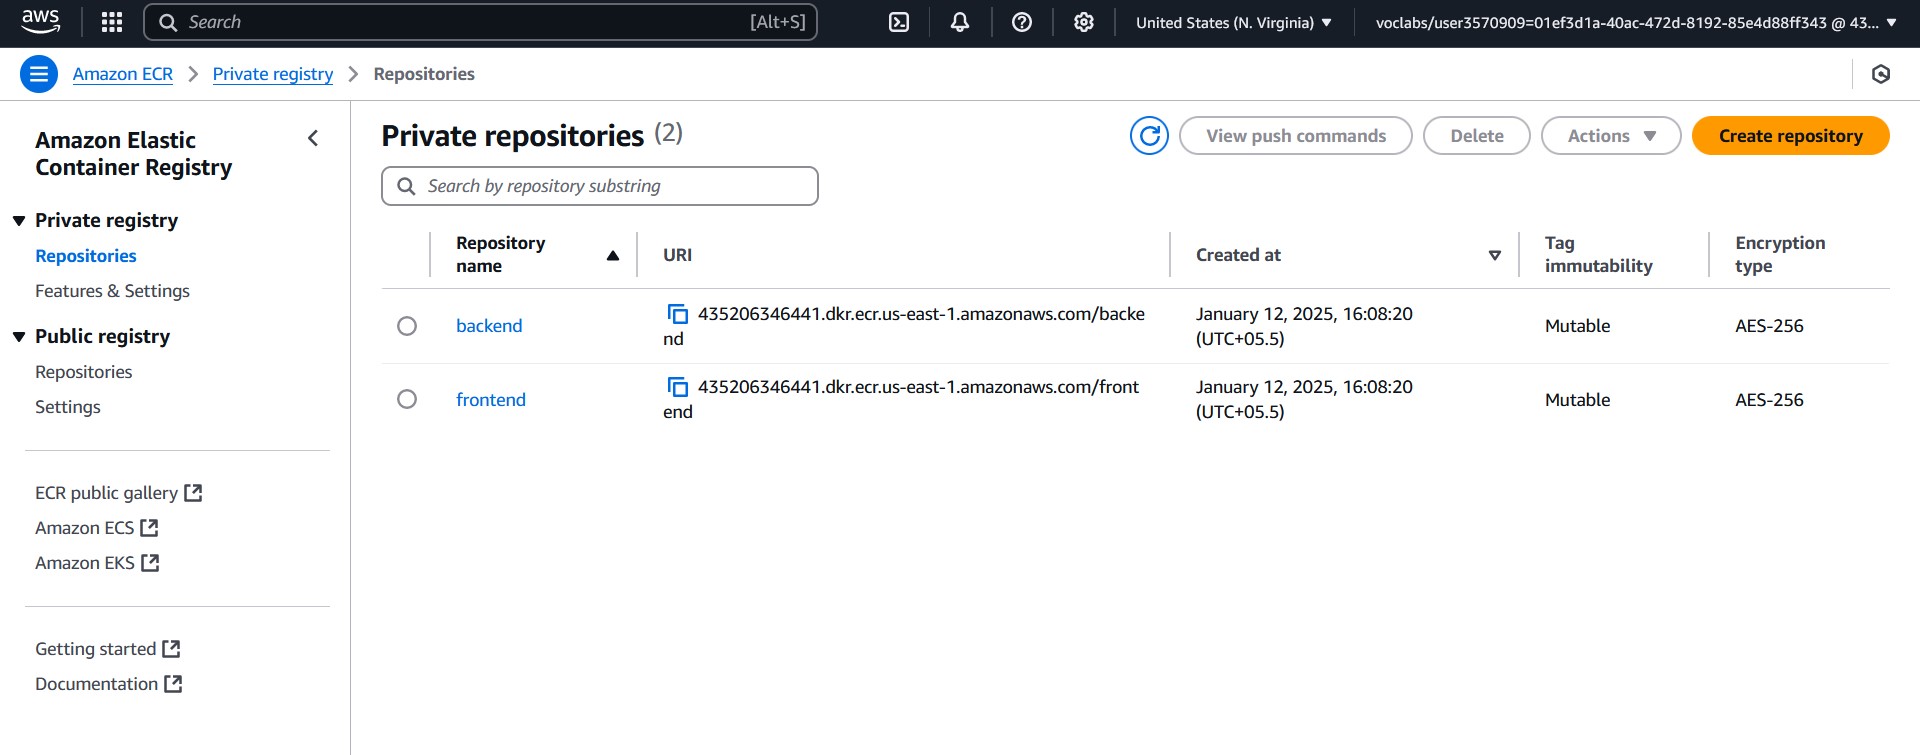 aws
Search [Alt+S]
United States (N. Virginia)
voclabs/user3570909=01ef3d1a-40ac-472d-8192-85e4d88ff343 @ 43...
Amazon ECR
Private registry
Repositories
Amazon Elastic
Container Registry
Private registry
Repositories
Features & Settings
Public registry
Repositories
Settings
ECR public gallery
Amazon ECS
Amazon EKS
Getting started
Documentation
Private repositories (2)
View push commands
Delete
Actions
Create repository
Search by repository substring
Repository
name
URI
Created at
Tag
immutability
Encryption
type
backend
435206346441.dkr.ecr.us-east-1.amazonaws.com/backe
nd
January 12, 2025, 16:08:20
(UTC+05.5)
Mutable
AES-256
frontend
435206346441.dkr.ecr.us-east-1.amazonaws.com/front
end
January 12, 2025, 16:08:20
(UTC+05.5)
Mutable
AES-256